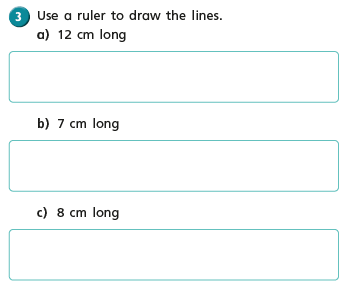 3 Use a ruler to draw the lines.
a) 12 cm long
b) 7 cm long
c) 8 cm long